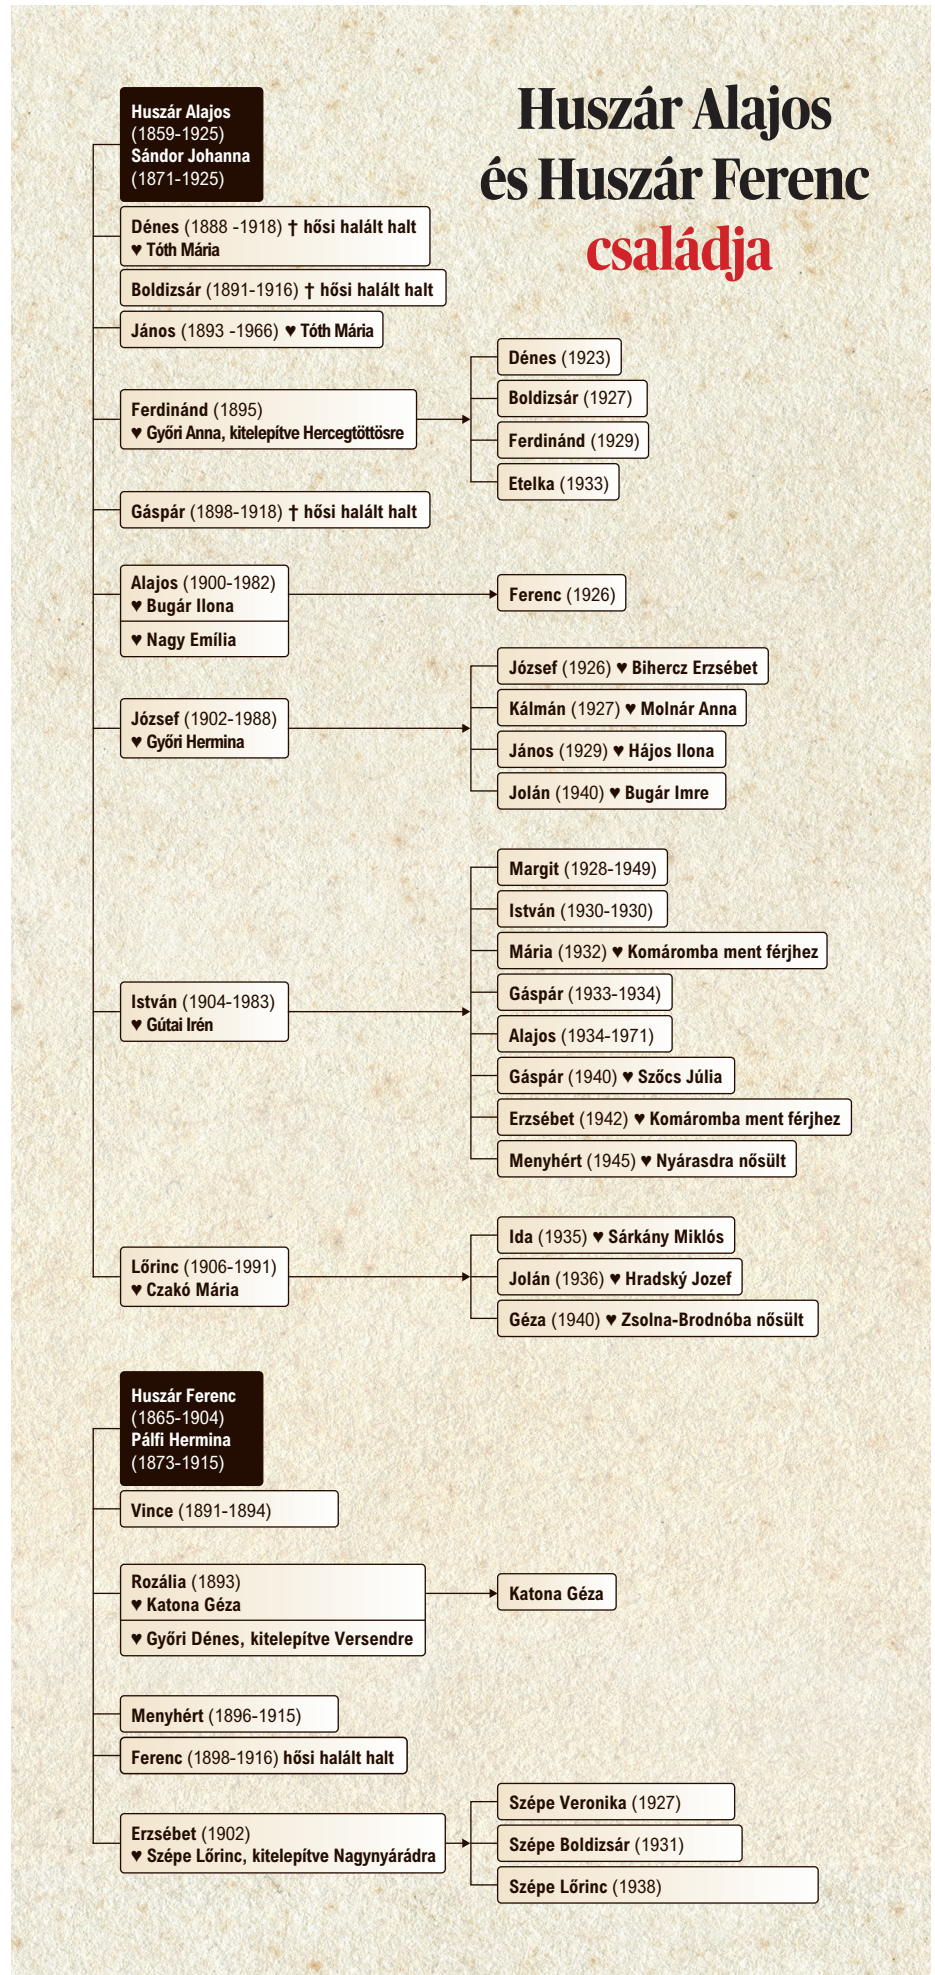 Huszár Alajos
és Huszár Ferenc
családja
Huszár Alajos
(1859-1925)
Sándor Johanna
(1871-1925)
Dénes (1888 -1918) † hősi halált halt
♥ Tóth Mária
Boldizsár (1891-1916) † hősi halált halt
János (1893 -1966) ♥ Tóth Mária
Ferdinánd (1895)
♥ Győri Anna, kitelepítve Hercegtöttösre
Dénes (1923)
Boldizsár (1927)
Ferdinánd (1929)
Etelka (1933)
Gáspár (1898-1918) † hősi halált halt
Alajos (1900-1982)
♥ Bugár Ilona
♥ Nagy Emília
Ferenc (1926)
József (1902-1988)
♥ Győri Hermina
József (1926) ♥ Bihercz Erzsébet
Kálmán (1927) ♥ Molnár Anna
János (1929) ♥ Hájos Ilona
Jolán (1940) ♥ Bugár Imre
István (1904-1983)
♥ Gútai Irén
Margit (1928-1949)
István (1930-1930)
Mária (1932) ♥ Komáromba ment férjhez
Gáspár (1933-1934)
Alajos (1934-1971)
Gáspár (1940) ♥ Szőcs Júlia
Erzsébet (1942) ♥ Komáromba ment férjhez
Menyhért (1945) ♥ Nyárasdra nősült
Lőrinc (1906-1991)
♥ Czakó Mária
Ida (1935) ♥ Sárkány Miklós
Jolán (1936) ♥ Hradský Jozef
Géza (1940) ♥ Zsolna-Brodnóba nősült
Huszár Ferenc
(1865-1904)
Pálfi Hermina
(1873-1915)
Vince (1891-1894)
Rozália (1893)
♥ Katona Géza
♥ Győri Dénes, kitelepítve Versendre
Katona Géza
Menyhért (1896-1915)
Ferenc (1898-1916) hősi halált halt
Erzsébet (1902)
♥ Szépe Lőrinc, kitelepítve Nagynyárádra
Szépe Veronika (1927)
Szépe Boldizsár (1931)
Szépe Lőrinc (1938)